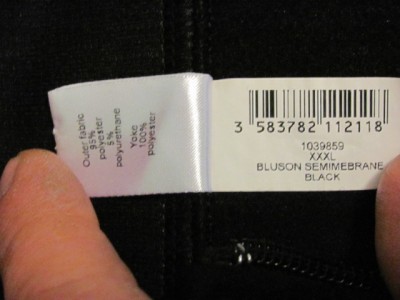 Outer fabric
95%
polyester
5%
polyurethane
Yoke
100%
polyester
3 583782 112118
1039859
XXXL
BLUSON SEMIMEBRANE
BLACK